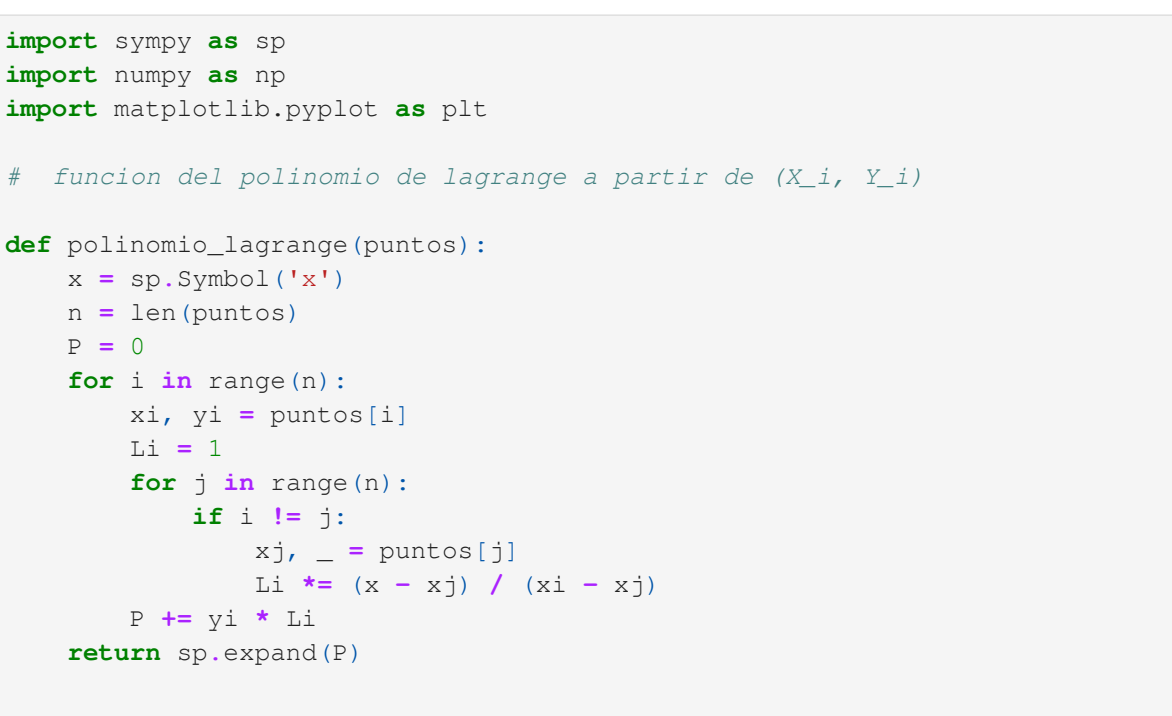 import sympy as sp
import numpy as np
import matplotlib.pyplot as plt
#  funcion del polinomio de lagrange a partir de (X_i, Y_i)
def polinomio_lagrange(puntos):
    x = sp.Symbol('x')
    n = len(puntos)
    P = 0
    for i in range(n):
        xi, yi = puntos[i]
        Li = 1
        for j in range(n):
            if i != j:
                xj, _ = puntos[j]
                Li *= (x - xj) / (xi - xj)
        P += yi * Li
    return sp.expand(P)